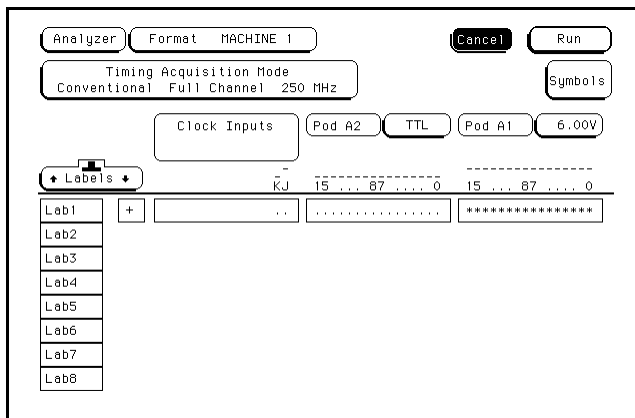 Analyzer Format MACHINE 1 Cancel Run
Timing Acquisition Mode
Conventional Full Channel 250 MHz
Symbols
Clock Inputs Pod A2 TTL Pod A1 6.00V
↑ Labels ↓
KJ 15 ... 87 .... 0 15 ... 87 .... 0
Lab1 + .. ................ ****************
Lab2
Lab3
Lab4
Lab5
Lab6
Lab7
Lab8